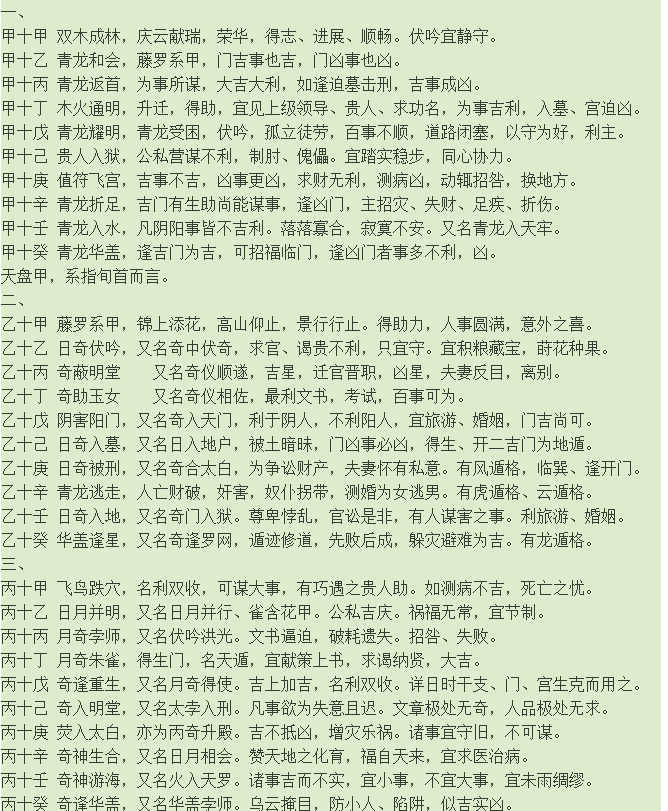 一、
甲十甲 双木成林，庆云献瑞，荣华，得志、进展、顺畅。伏吟宜静守。
甲十乙 青龙和会，藤罗系甲，门吉事也吉，门凶事也凶。
甲十丙 青龙返首，为事所谋，大吉大利，如逢迫墓击刑，吉事成凶。
甲十丁 木火通明，升迁，得助，宜见上级领导、贵人、求功名，为事吉利，入墓、宫迫凶。
甲十戊 青龙耀明，青龙受困，伏吟，孤立徒劳，百事不顺，道路闭塞，以守为好，利主。
甲十己 贵人入狱，公私营谋不利，制肘、傀儡。宜踏实稳步，同心协力。
甲十庚 值符飞宫，吉事不吉，凶事更凶，求财无利，测病凶，动辄招咎，换地方。
甲十辛 青龙折足，吉门有生助尚能谋事，逢凶门，主招灾、失财、足疾、折伤。
甲十壬 青龙入水，凡阴阳事皆不吉利。落落寡合，寂寞不安。又名青龙入天牢。
甲十癸 青龙华盖，逢吉门为吉，可招福临门，逢凶门者事多不利，凶。
天盘甲，系指旬首而言。
二、
乙十甲 藤罗系甲，锦上添花，高山仰止，景行行止。得助力，人事圆满，意外之喜。
乙十乙 日奇伏吟，又名奇中伏奇，求官、谒贵不利，只宜守。宜积粮藏宝，莳花种果。
乙十丙 奇蔽明堂  又名奇仪顺遂，吉星，迁官晋职，凶星，夫妻反目，离别。
乙十丁 奇助玉女  又名奇仪相佐，最利文书，考试，百事可为。
乙十戊 阴害阳门，又名奇入天门，利于阴人，不利阳人，宜旅游、婚姻，门吉尚可。
乙十己 日奇入墓，又名日入地户，被土暗昧，门凶事必凶，得生、开二吉门为地遁。
乙十庚 日奇被刑，又名奇合太白，为争讼财产，夫妻怀有私意。有风遁格，临巽、逢开门。
乙十辛 青龙逃走，人亡财破，奸害，奴仆拐带，测婚为女逃男。有虎遁格、云遁格。
乙十壬 日奇入地，又名奇门入狱。尊卑悖乱，官讼是非，有人谋害之事。利旅游、婚姻。
乙十癸 华盖逢星，又名奇逢罗网，遁迹修道，先败后成，躲灾避难为吉。有龙遁格。
三、
丙十甲 飞鸟跌穴，名利双收，可谋大事，有巧遇之贵人助。如测病不吉，死亡之忧。
丙十乙 日月并明，又名日月并行、雀含花甲。公私吉庆。祸福无常，宜节制。
丙十丙 月奇孛师，又名伏吟洪光。文书逼迫，破耗遗失。招咎、失败。
丙十丁 月奇朱雀，得生门，名天遁，宜献策上书，求谒纳贤，大吉。
丙十戊 奇逢重生，又名月奇得使。吉上加吉，名利双收。详日时干支、门、宫生克而用之。
丙十己 奇入明堂，又名太孛入刑。凡事欲为失意且迟。文章极处无奇，人品极处无求。
丙十庚 荧入太白，亦为丙奇升殿。吉不抵凶，增灾乐祸。诸事宜守旧，不可谋。
丙十辛 奇神生合，又名日月相会。赞天地之化育，福自天来，宜求医治病。
丙十壬 奇神游海，又名火入天罗。诸事吉而不实，宜小事，不宜大事，宜未雨绸缪。
丙十癸 奇逢华盖，又名华盖孛师。乌云掩目，防小人、陷阱，似吉实凶。